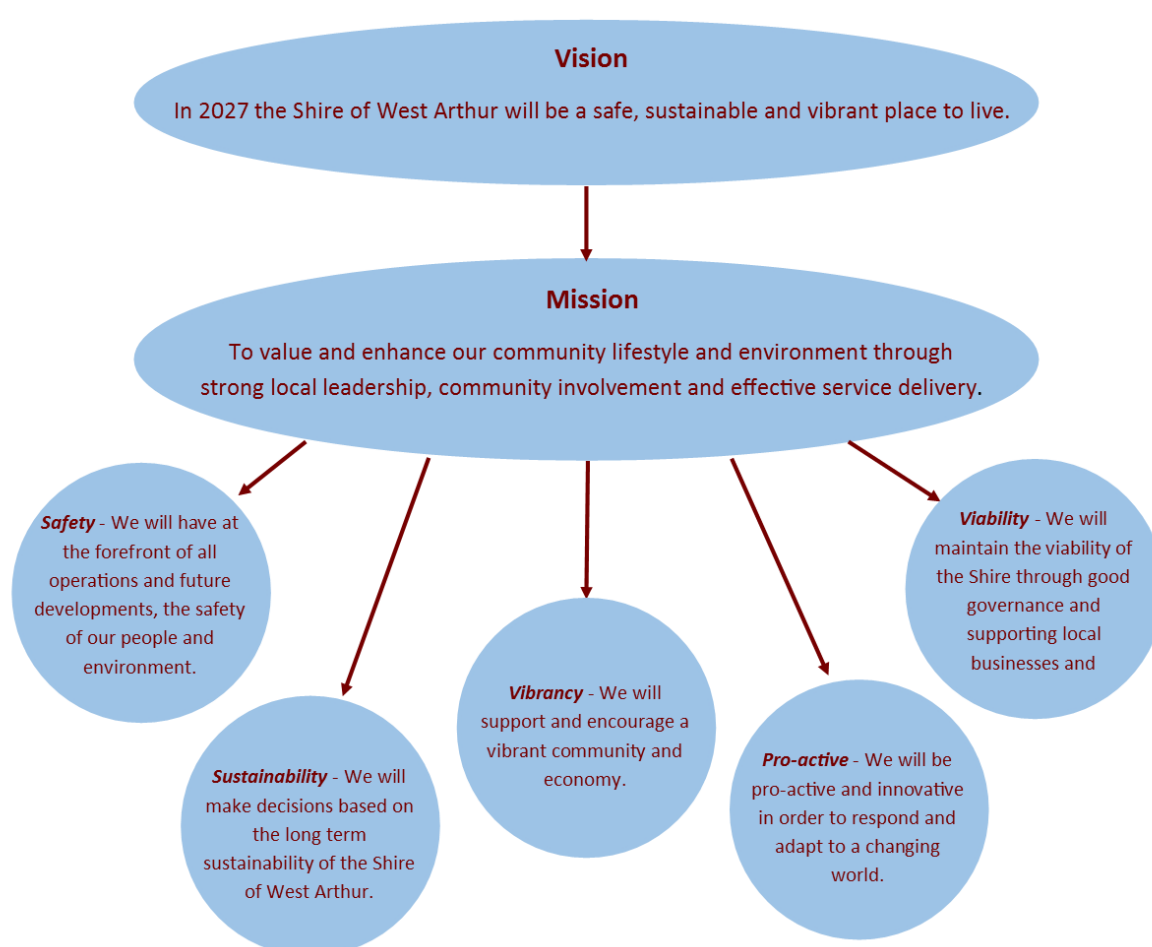 Vision
In 2027 the Shire of West Arthur will be a safe, sustainable and vibrant place to live.
Mission
To value and enhance our community lifestyle and environment through
strong local leadership, community involvement and effective service delivery.
Safety - We will have at
the forefront of all
operations and future
developments, the safety
of our people and
environment.
Sustainability - We will
make decisions based on
the long term
sustainability of the Shire
of West Arthur.
Vibrancy - We will
support and encourage a
vibrant community and
economy.
Pro-active - We will be
pro-active and innovative
in order to respond and
adapt to a changing
world.
Viability - We will
maintain the viability of
the Shire through good
governance and
supporting local
businesses and